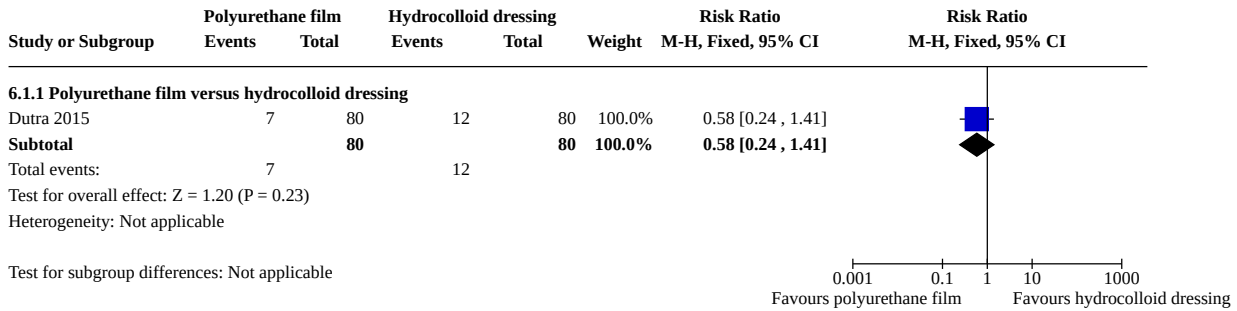 Polyurethane film Hydrocolloid dressing Risk Ratio Risk Ratio
Study or Subgroup Events Total Events Total Weight M-H, Fixed, 95% CI M-H, Fixed, 95% CI
6.1.1 Polyurethane film versus hydrocolloid dressing
Dutra 2015 7 80 12 80 100.0% 0.58 [0.24 , 1.41]
Subtotal 80 80 100.0% 0.58 [0.24 , 1.41]
Total events: 7 12
Test for overall effect: Z = 1.20 (P = 0.23)
Heterogeneity: Not applicable
Test for subgroup differences: Not applicable
0.001 0.1 1 10 1000
Favours polyurethane film Favours hydrocolloid dressing